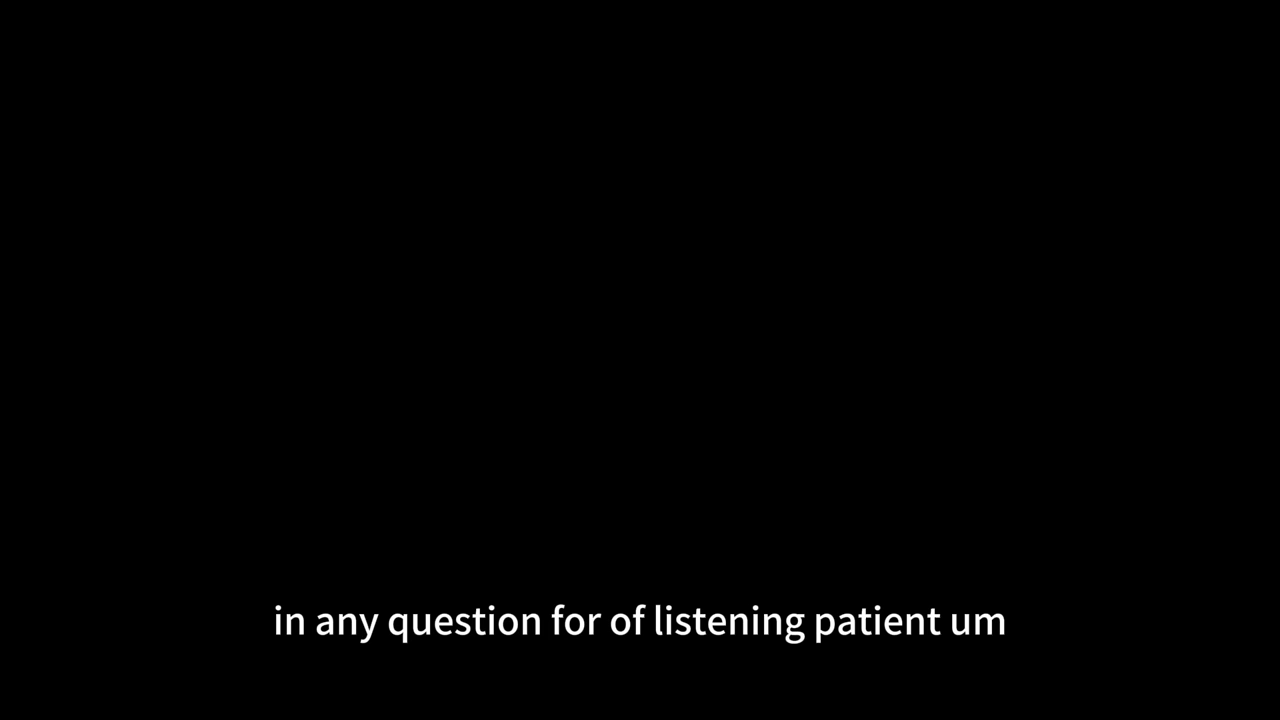 in any question for of listening patient um